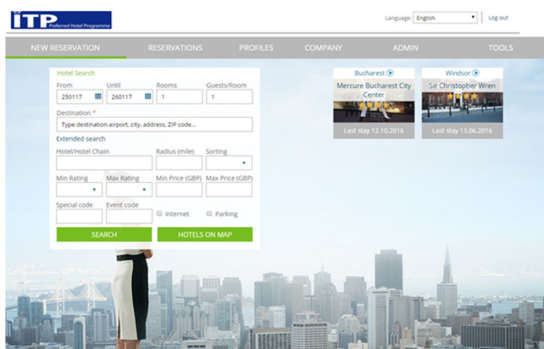 ITP
Preferred Hotel Programme
Language: English
Log out
NEW RESERVATION RESERVATIONS PROFILES COMPANY ADMIN TOOLS
Hotel Search
From Until Rooms Guests/Room
250117 260117 1 1
Destination *
Type destination airport, city, address, ZIP code...
Extended search
Hotel/Hotel Chain Radius (mile) Sorting
Min Rating Max Rating Min Price (GBP) Max Price (GBP)
Special code Event code
Internet Parking
SEARCH HOTELS ON MAP
Bucharest
Mercure Bucharest City
Center
Last stay 12.10.2016
Windsor
Sir Christopher Wren
Last stay 13.06.2016